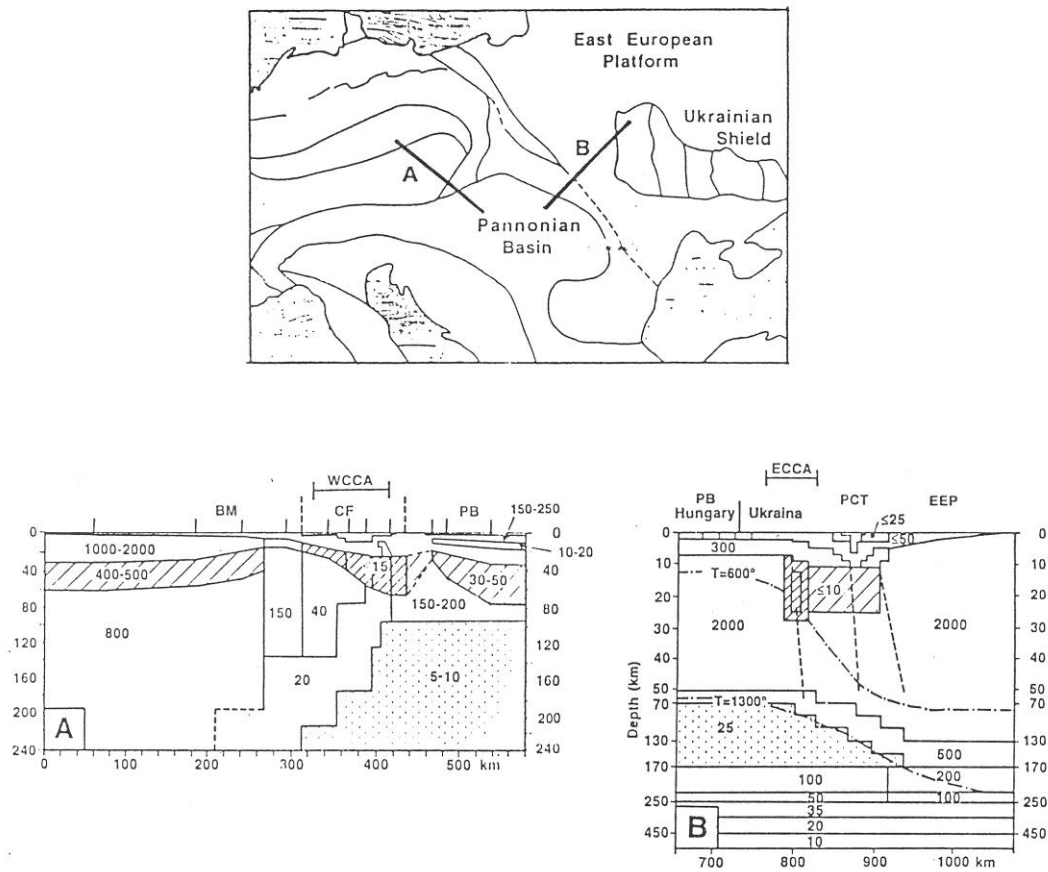 East European
Platform
Ukrainian
Shield
B
A
Pannonian
Basin
WCCA
BM CF PB
150-250
10-20
0 0
40 40
60
80 80
120 120
160 160
200 200
240 240
1000-2000
400-500
15
30-50
150 40 150-200
800
20
5-10
A
0 100 200 300 400 500 km
ECCA
PB
Hungary Ukraina PCT EEP
≤25
≤50
0 0
300
10 10
T=600°
≤10
20 20
30 30
2000 2000
Depth (km)
50 50
70 70
T=1300°
25
130 130
500
170 170
100 200
50 100
250 250
35
20
450 450
10
B
700 800 900 1000 km